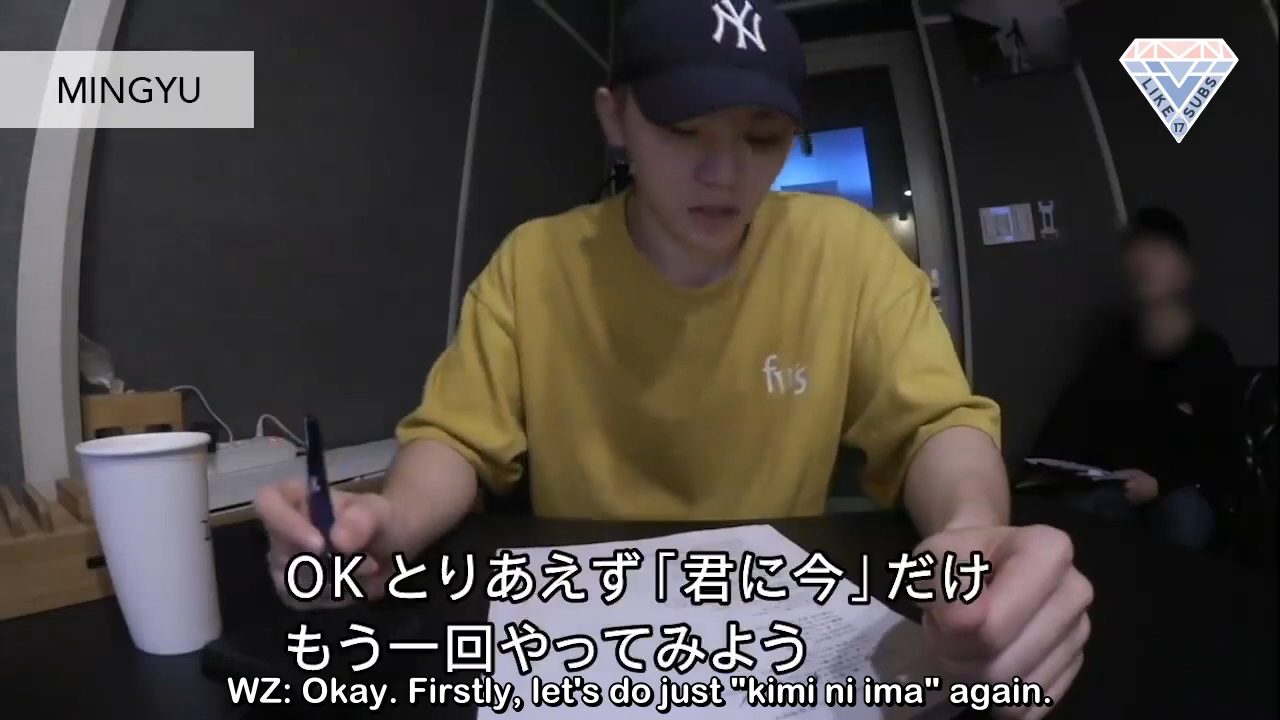 MINGYU
NY
LIKE
17
SUBS
OK とりあえず「君に今」だけ
もう一回やってみよう
WZ: Okay. Firstly, let's do just "kimi ni ima" again.